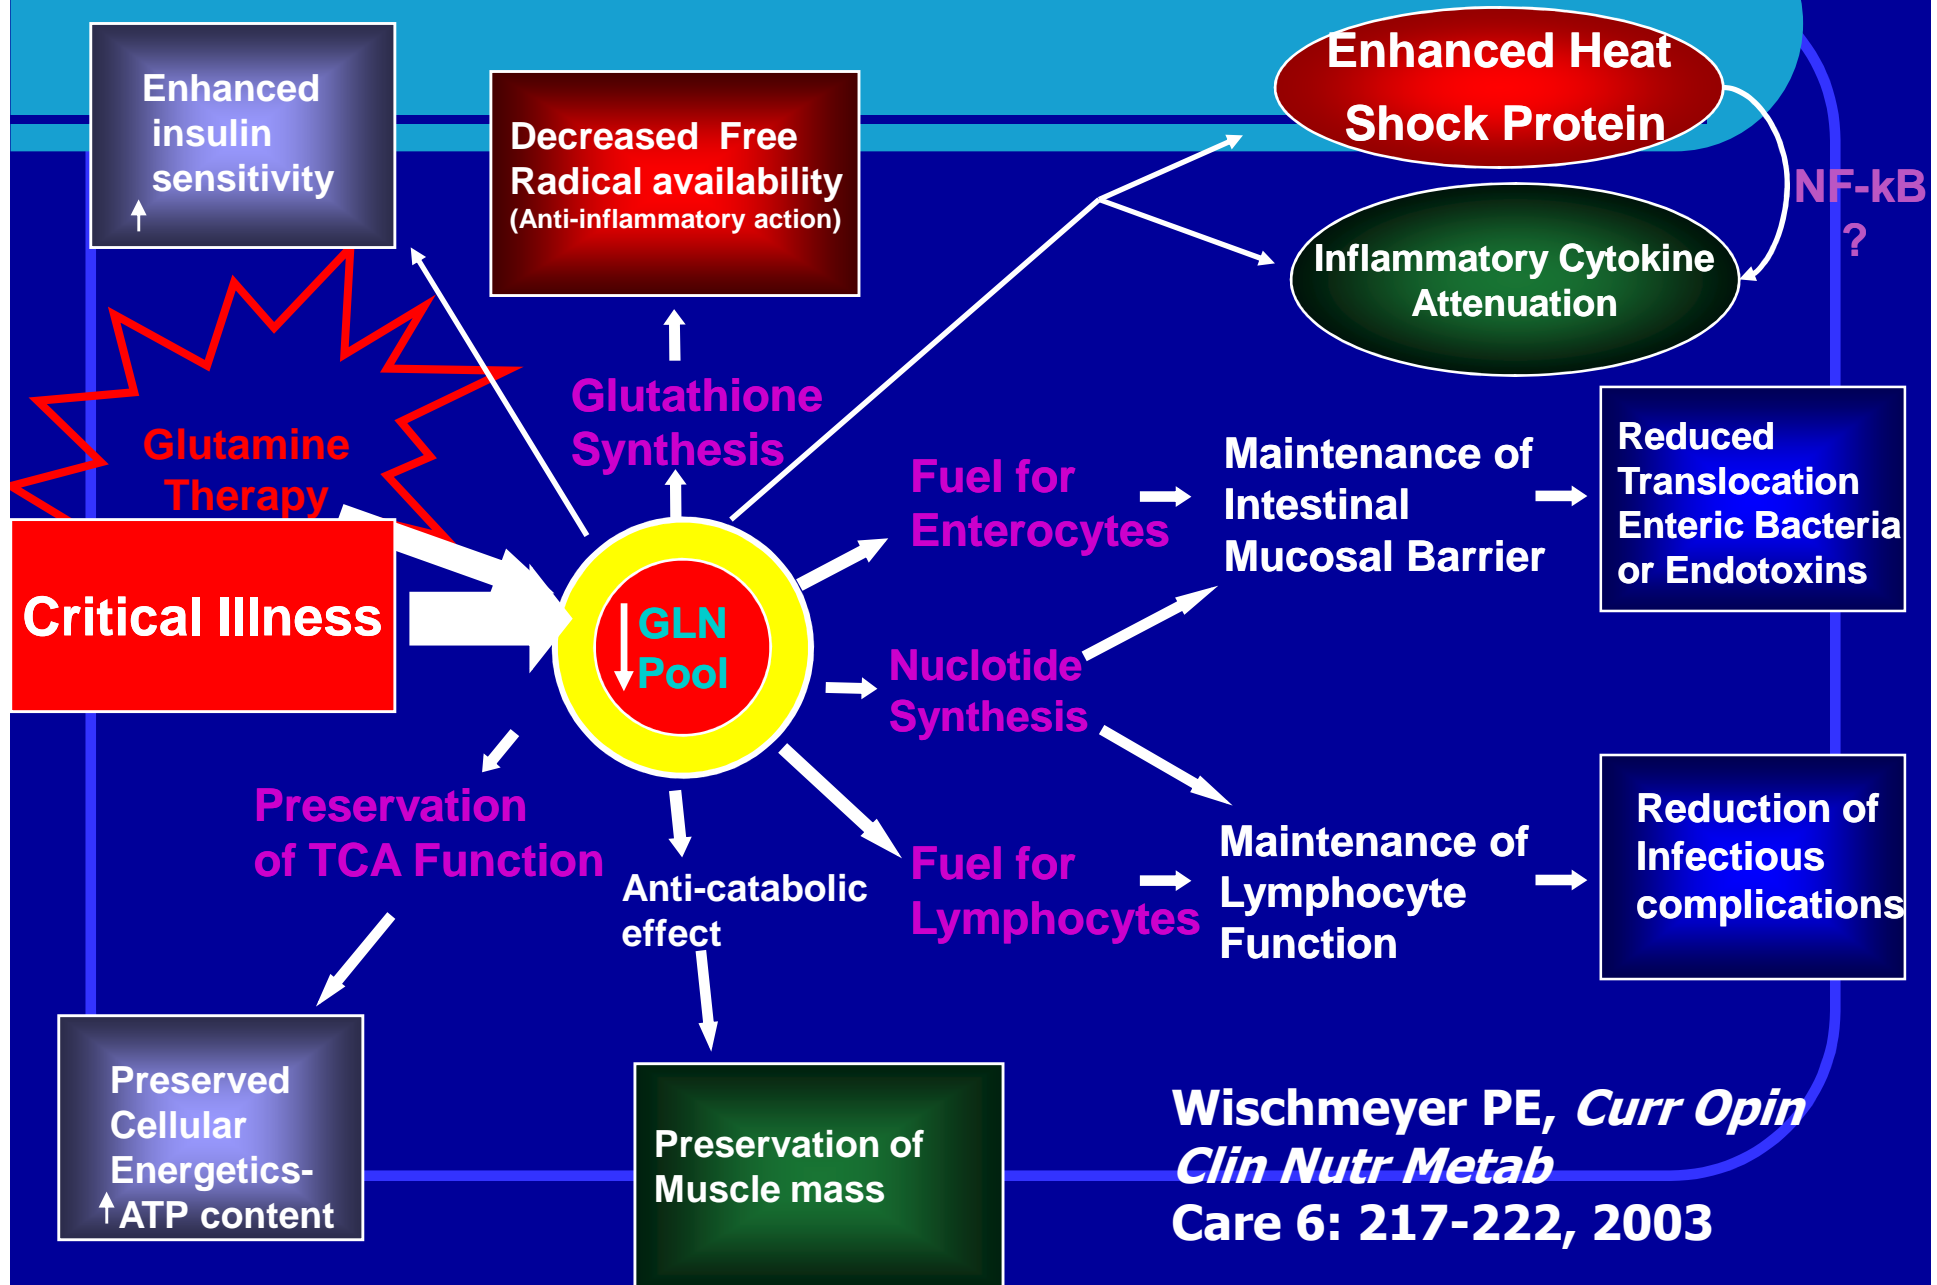 Enhanced
insulin
sensitivity
Decreased  Free
Radical availability
(Anti-inflammatory action)
Enhanced Heat
Shock Protein
NF-kB
?
Inflammatory Cytokine
Attenuation
Glutamine
Therapy
Critical Illness
Glutathione
Synthesis
GLN
Pool
Fuel for
Enterocytes
Maintenance of
Intestinal
Mucosal Barrier
Reduced
Translocation
Enteric Bacteria
or Endotoxins
Nuclotide
Synthesis
Preservation
of TCA Function
Anti-catabolic
effect
Fuel for
Lymphocytes
Maintenance of
Lymphocyte
Function
Reduction of
Infectious
complications
Preserved
Cellular
Energetics-
ATP content
Preservation of
Muscle mass
Wischmeyer PE, Curr Opin
Clin Nutr Metab
Care 6: 217-222, 2003